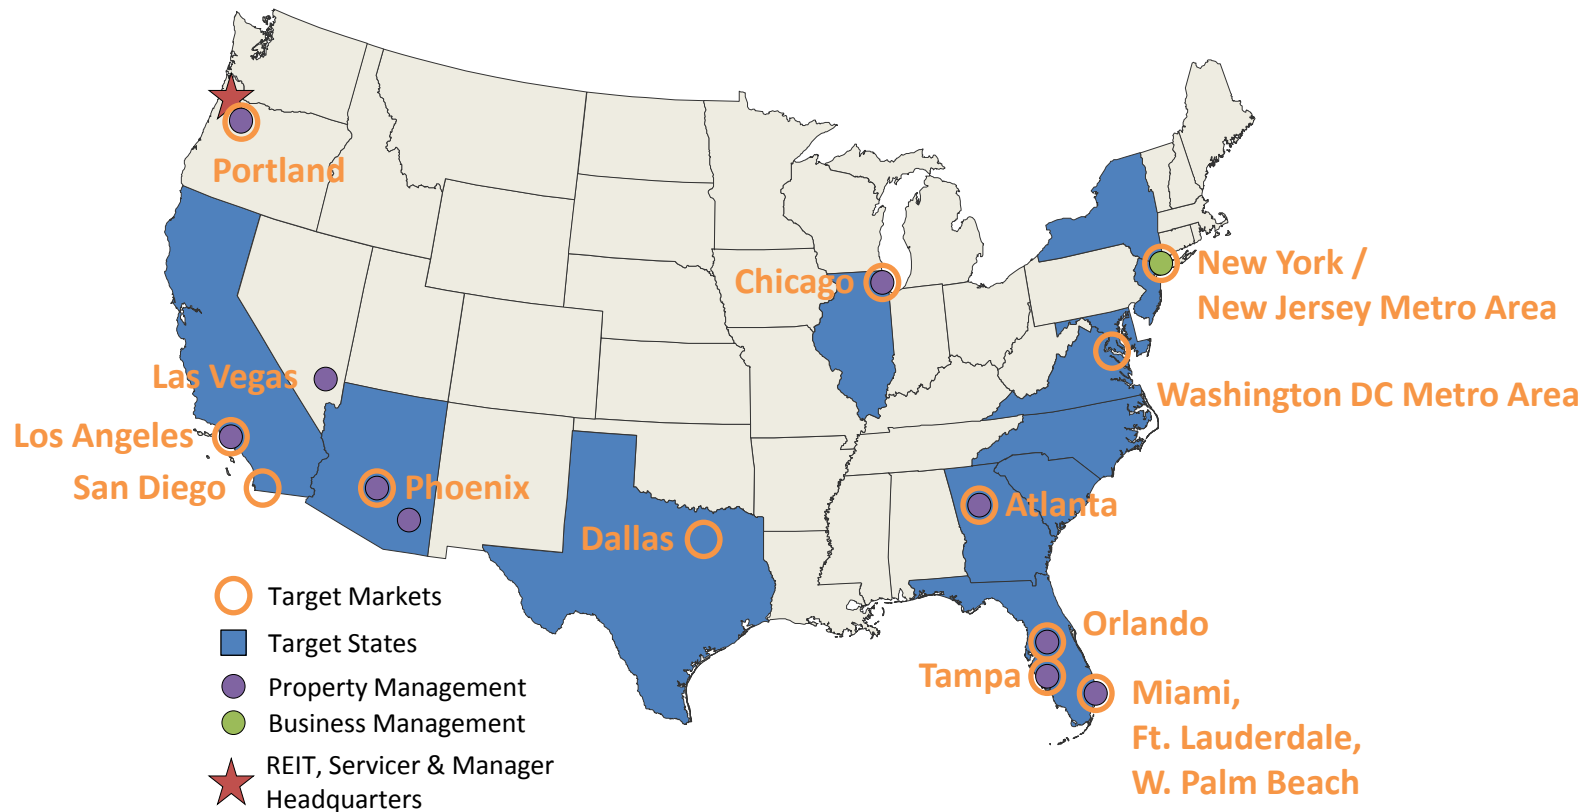 Portland
Chicago
New York /
New Jersey Metro Area
Las Vegas
Washington DC Metro Area
Los Angeles
San Diego
Phoenix
Atlanta
Dallas
Orlando
Tampa
Miami,
Ft. Lauderdale,
W. Palm Beach
Target Markets
Target States
Property Management
Business Management
REIT, Servicer & Manager
Headquarters